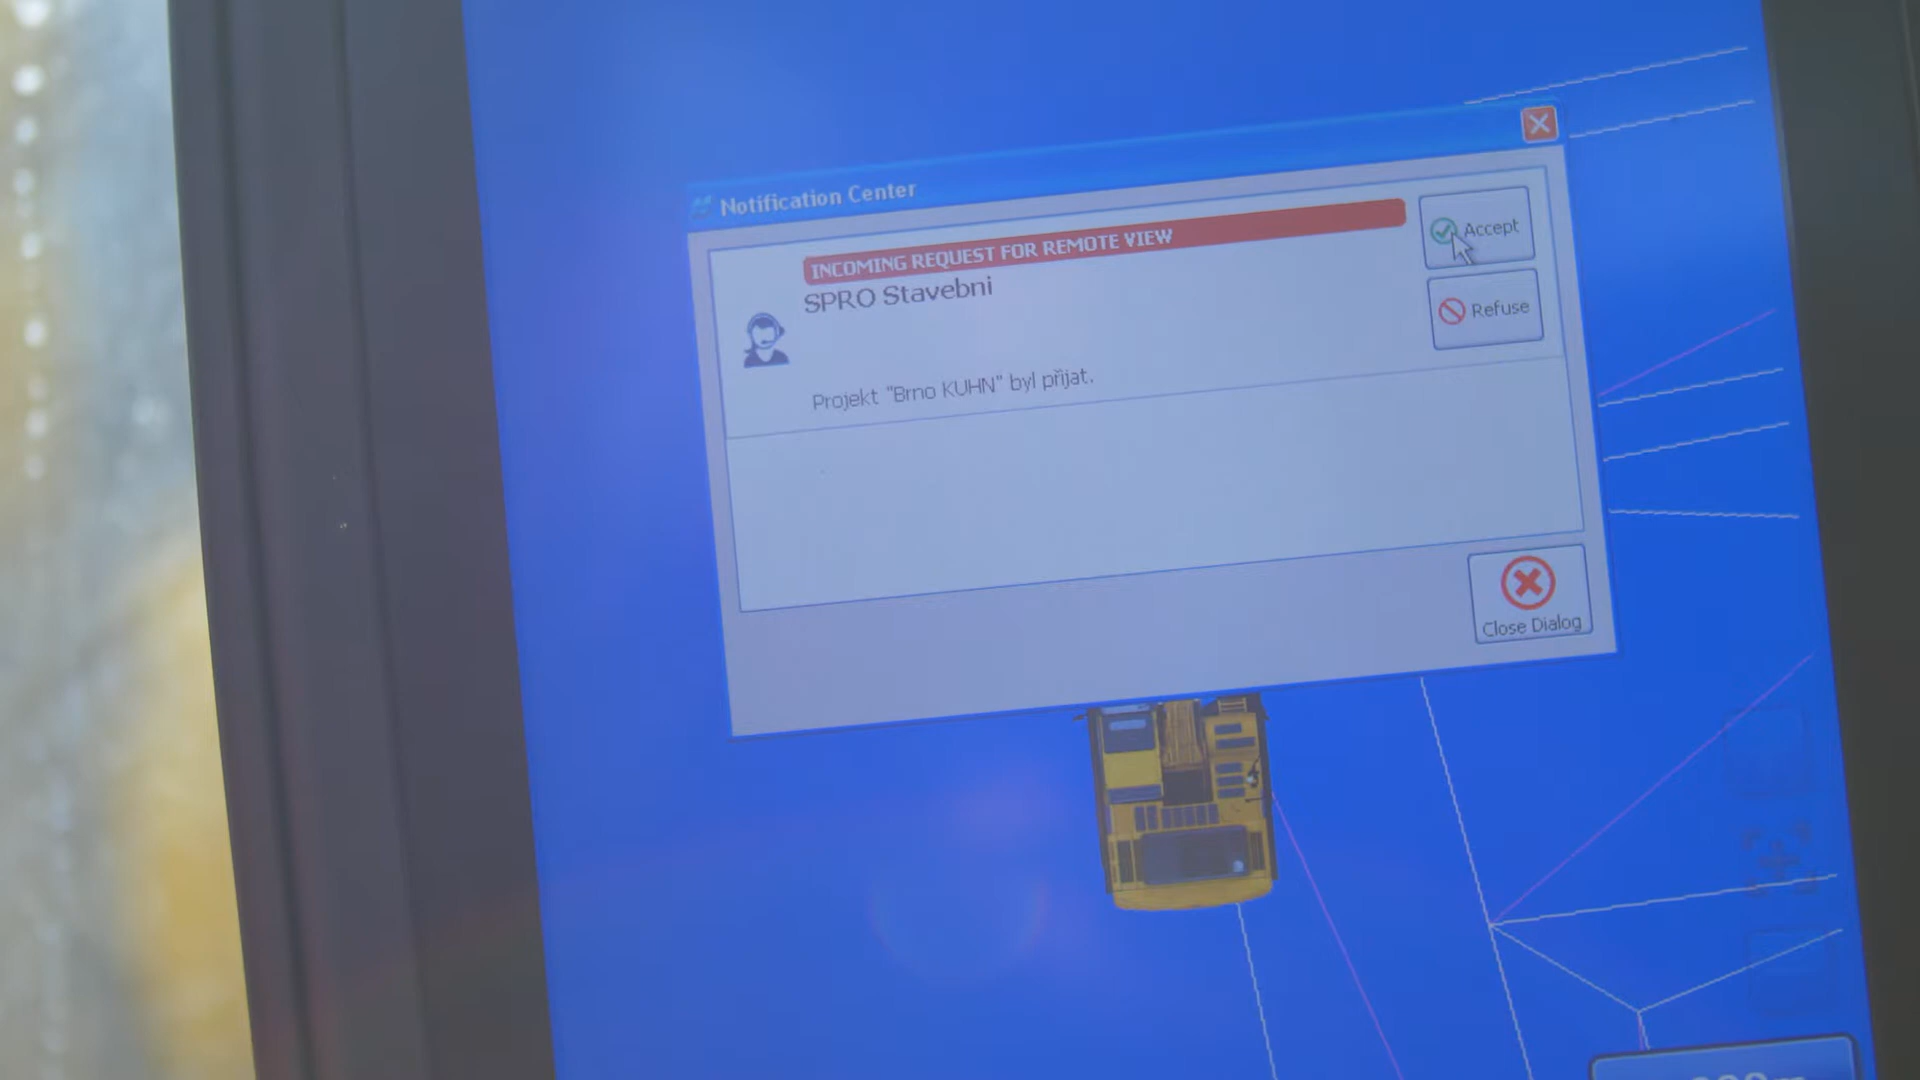 Notification Center
INCOMING REQUEST FOR REMOTE VIEW
SPRO Stavebni
Projekt "Brno KUHN" byl přijat.
Accept
Refuse
Close Dialog